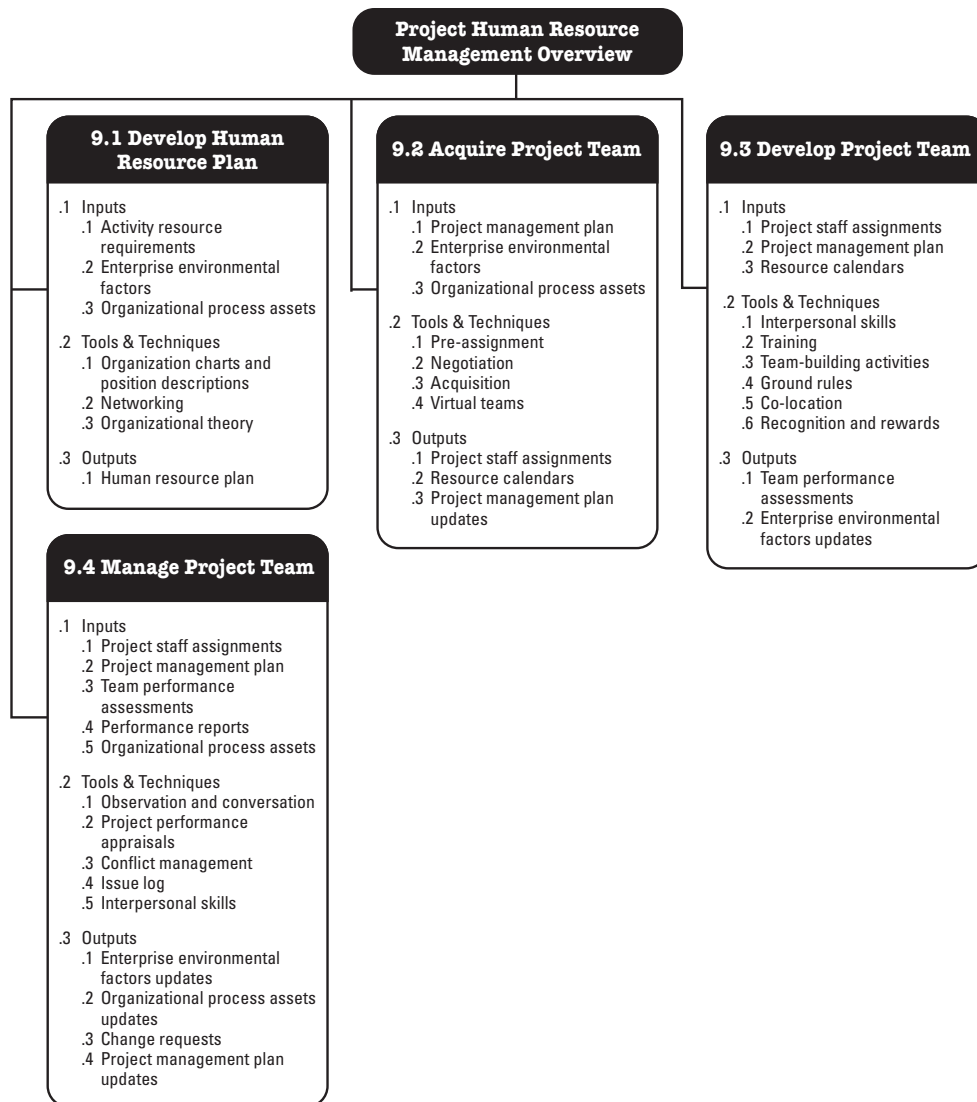 Project Human Resource
Management Overview
9.1 Develop Human
Resource Plan
.1 Inputs
.1 Activity resource
requirements
.2 Enterprise environmental
factors
.3 Organizational process assets
.2 Tools & Techniques
.1 Organization charts and
position descriptions
.2 Networking
.3 Organizational theory
.3 Outputs
.1 Human resource plan
9.2 Acquire Project Team
.1 Inputs
.1 Project management plan
.2 Enterprise environmental
factors
.3 Organizational process assets
.2 Tools & Techniques
.1 Pre-assignment
.2 Negotiation
.3 Acquisition
.4 Virtual teams
.3 Outputs
.1 Project staff assignments
.2 Resource calendars
.3 Project management plan
updates
9.3 Develop Project Team
.1 Inputs
.1 Project staff assignments
.2 Project management plan
.3 Resource calendars
.2 Tools & Techniques
.1 Interpersonal skills
.2 Training
.3 Team-building activities
.4 Ground rules
.5 Co-location
.6 Recognition and rewards
.3 Outputs
.1 Team performance
assessments
.2 Enterprise environmental
factors updates
9.4 Manage Project Team
.1 Inputs
.1 Project staff assignments
.2 Project management plan
.3 Team performance
assessments
.4 Performance reports
.5 Organizational process assets
.2 Tools & Techniques
.1 Observation and conversation
.2 Project performance
appraisals
.3 Conflict management
.4 Issue log
.5 Interpersonal skills
.3 Outputs
.1 Enterprise environmental
factors updates
.2 Organizational process assets
updates
.3 Change requests
.4 Project management plan
updates